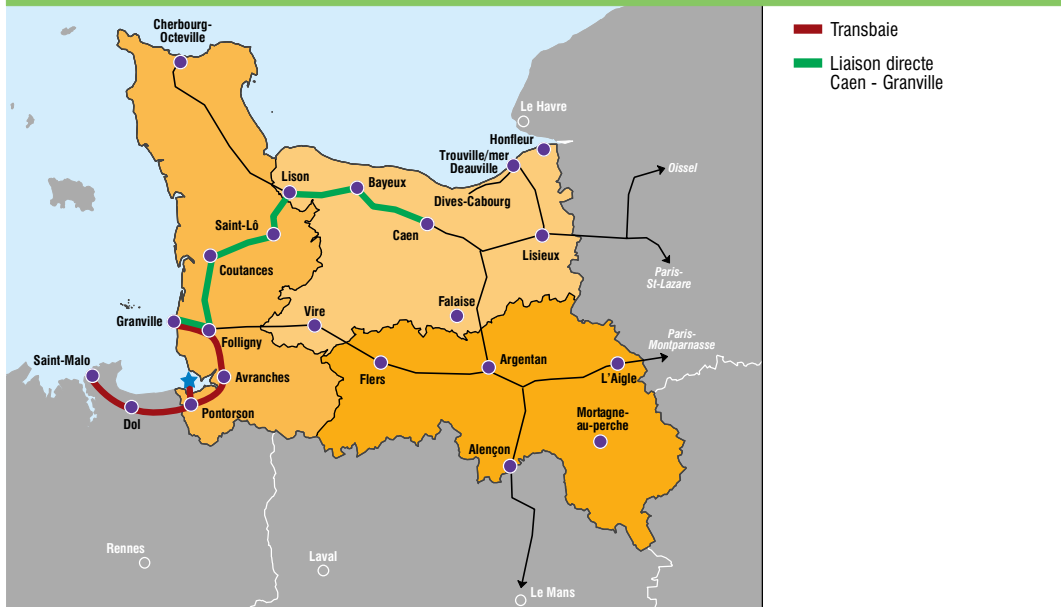 Cherbourg-
Octeville
Transbaie
Liaison directe
Caen - Granville
Le Havre
Honfleur
Trouville/mer
Deauville
Oissel
Lison
Bayeux
Dives-Cabourg
Saint-Lô
Caen
Lisieux
Coutances
Paris-
St-Lazare
Falaise
Vire
Granville
Folligny
Paris-
Montparnasse
Saint-Malo
Argentan
Avranches
Flers
L'Aigle
Pontorson
Dol
Mortagne-
au-perche
Alençon
Rennes
Laval
Le Mans